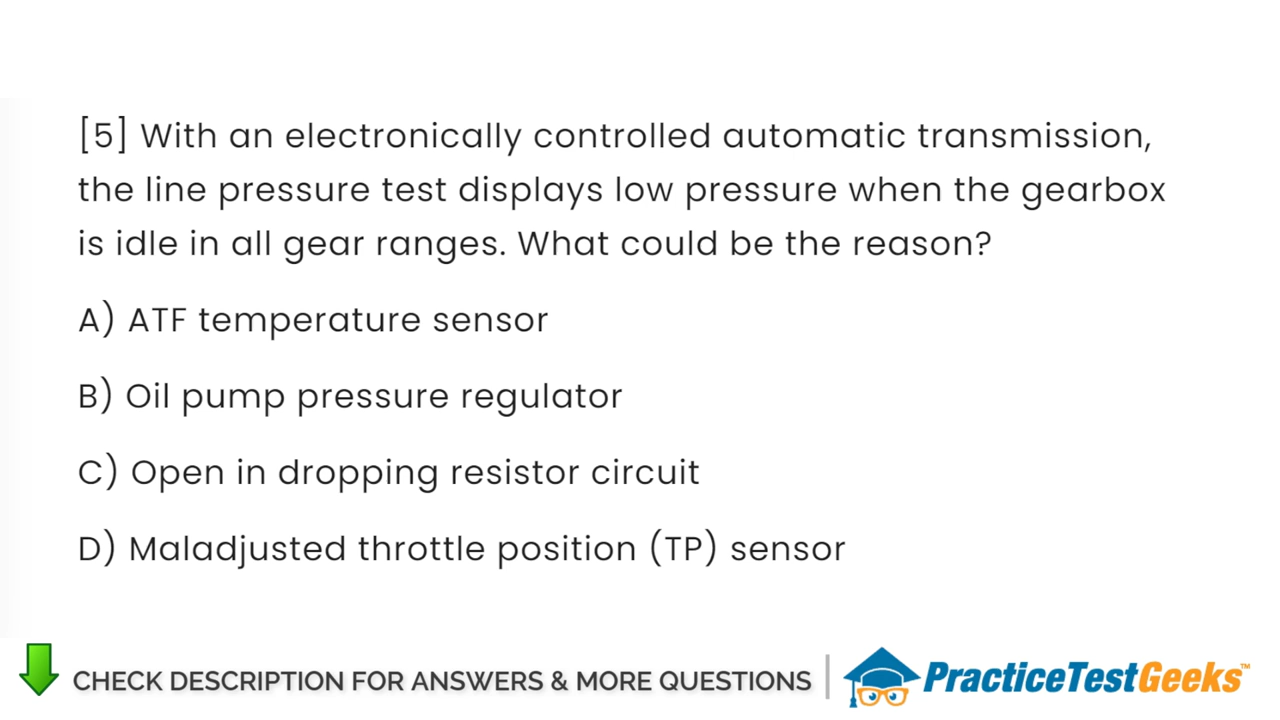 [5] With an electronically controlled automatic transmission,
the line pressure test displays low pressure when the gearbox
is idle in all gear ranges. What could be the reason?
A) ATF temperature sensor
B) Oil pump pressure regulator
C) Open in dropping resistor circuit
D) Maladjusted throttle position (TP) sensor
CHECK DESCRIPTION FOR ANSWERS & MORE QUESTIONS
PracticeTestGeeks™